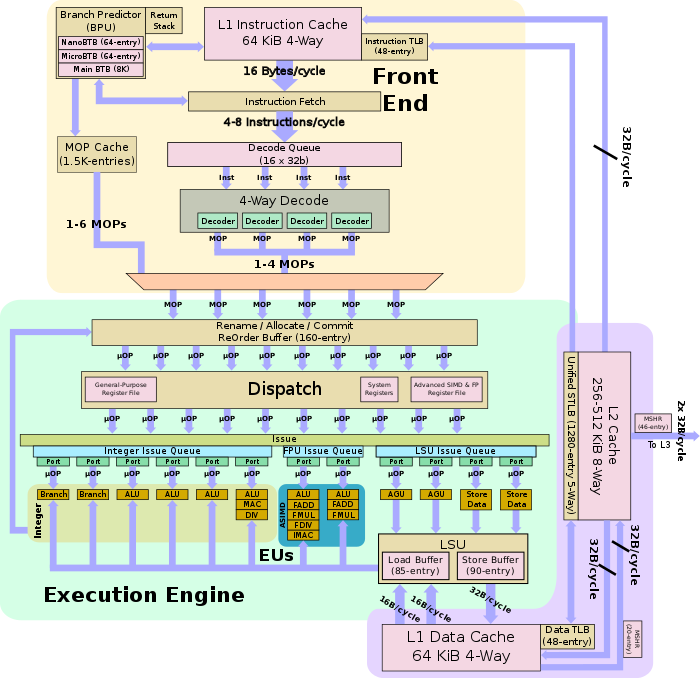 Branch Predictor
(BPU)
Return
Stack
NanoBTB (64-entry)
MicroBTB (64-entry)
Main BTB (8K)
L1 Instruction Cache
64 KiB 4-Way
Instruction TLB
(48-entry)
16 Bytes/cycle
Front
End
Instruction Fetch
4-8 Instructions/cycle
MOP Cache
(1.5K-entries)
Decode Queue
(16 x 32b)
32B/cycle
Inst Inst Inst Inst
4-Way Decode
Decoder Decoder Decoder Decoder
MOP MOP MOP MOP
1-6 MOPs
1-4 MOPs
MOP MOP MOP MOP MOP MOP
Rename / Allocate / Commit
ReOrder Buffer (160-entry)
µOP µOP µOP µOP µOP µOP µOP µOP µOP
General-Purpose
Register File
Dispatch
System
Registers
Advanced SIMD & FP
Register File
µOP µOP µOP µOP µOP µOP µOP µOP µOP µOP
Issue
Integer Issue Queue
FPU Issue Queue
LSU Issue Queue
Port Port Port Port Port Port Port Port Port Port Port Port
µOP µOP µOP µOP µOP µOP µOP µOP µOP µOP µOP µOP
Integer
Branch Branch ALU ALU ALU
ALU
MAC
DIV
ASIMD
ALU
FADD
FMUL
FDIV
IMAC
ALU
FADD
FMUL
AGU AGU
Store
Data
Store
Data
EUs
LSU
Load Buffer
(85-entry)
Store Buffer
(90-entry)
Execution Engine
16B/cycle
16B/cycle
32B/cycle
L1 Data Cache
64 KiB 4-Way
Data TLB
(48-entry)
MSHR
(20-entry)
32B/cycle
32B/cycle
Unified STLB (1280-entry 5-Way)
L2 Cache
256-512 KiB 8-Way
MSHR
(46-entry)
2x 32B/cycle
To L3